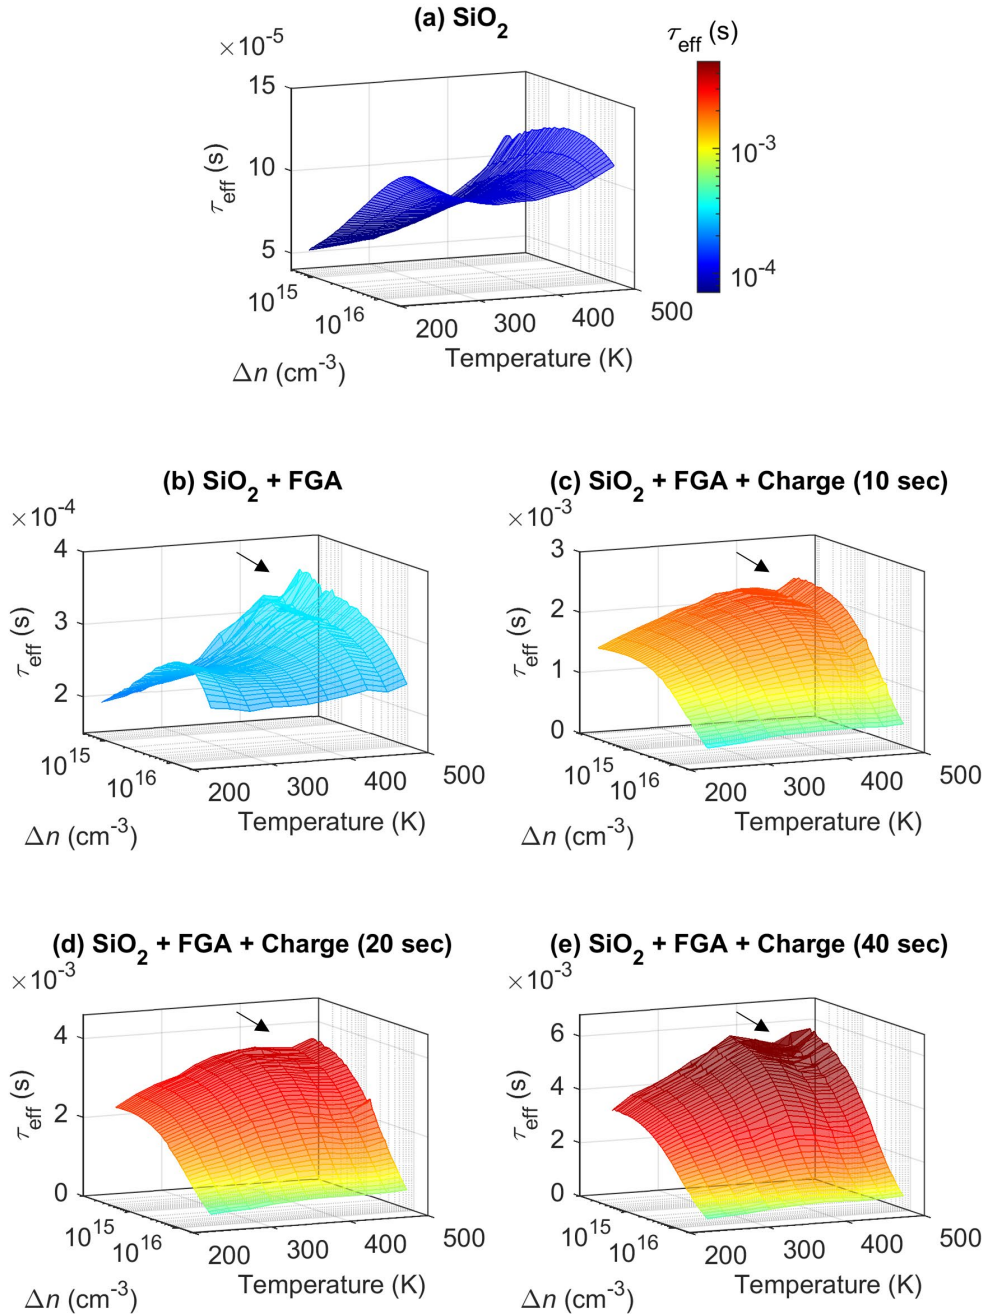 (a) SiO2
τeff (s)
×10-5
15
10
5
τeff (s)
10-3
10-4
1015
1016
200
300
400
500
Δn (cm-3)
Temperature (K)
(b) SiO2 + FGA
×10-4
4
3
2
τeff (s)
1015
1016
200
300
400
500
Δn (cm-3)
Temperature (K)
(c) SiO2 + FGA + Charge (10 sec)
×10-3
3
2
1
0
τeff (s)
1015
1016
200
300
400
500
Δn (cm-3)
Temperature (K)
(d) SiO2 + FGA + Charge (20 sec)
×10-3
4
2
0
τeff (s)
1015
1016
200
300
400
500
Δn (cm-3)
Temperature (K)
(e) SiO2 + FGA + Charge (40 sec)
×10-3
6
4
2
0
τeff (s)
1015
1016
200
300
400
500
Δn (cm-3)
Temperature (K)